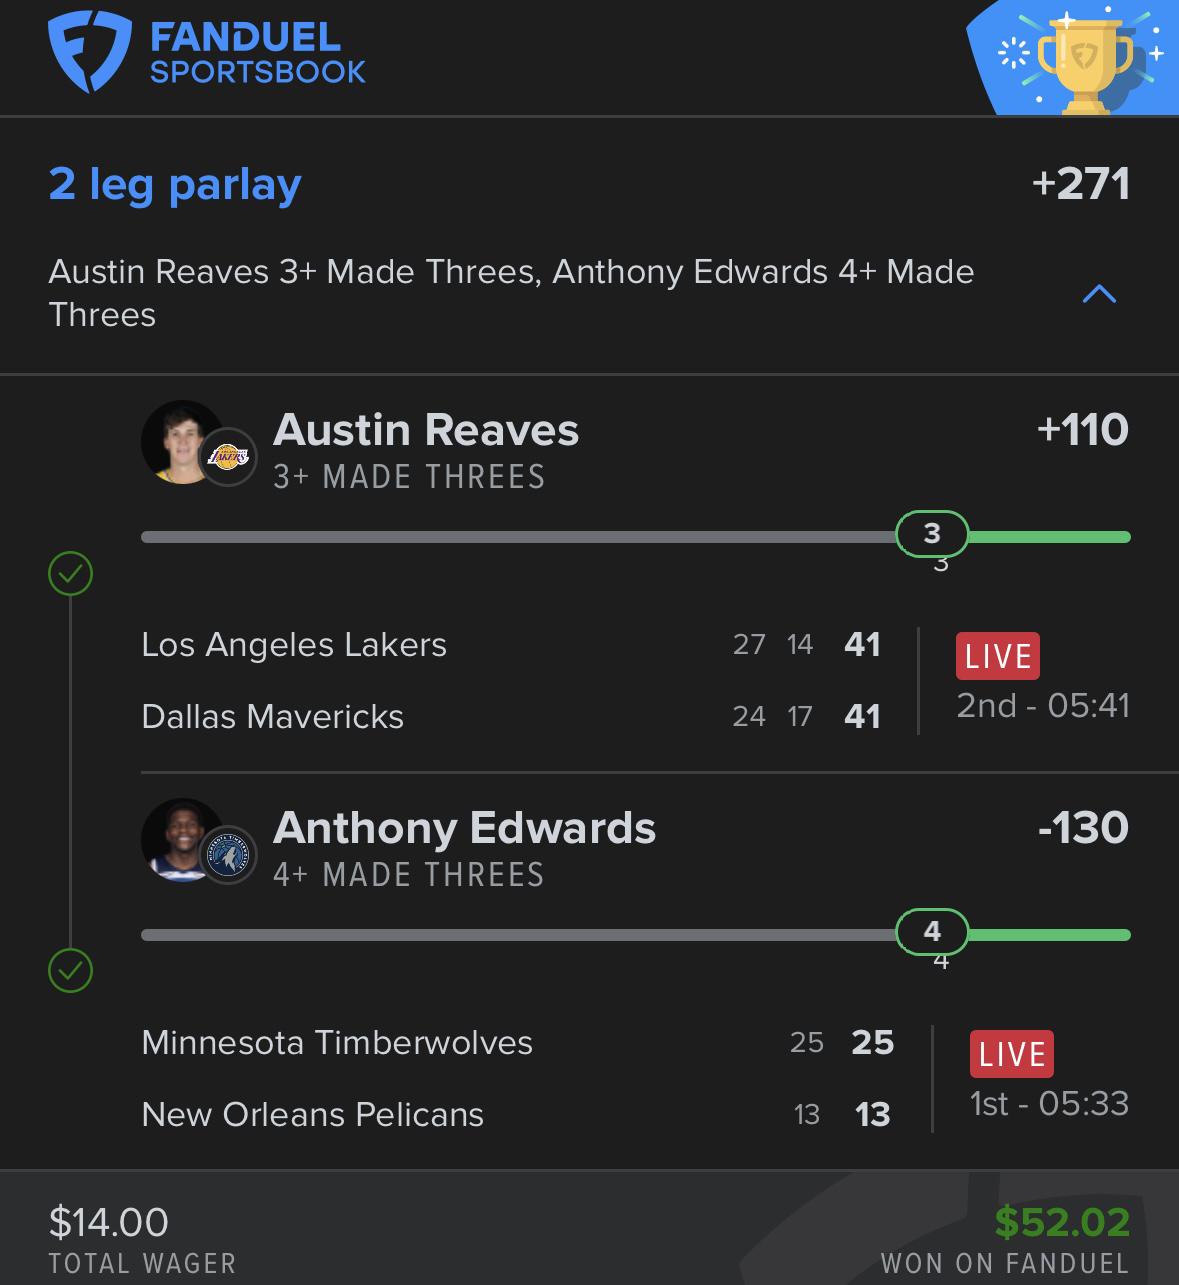 FANDUEL
SPORTSBOOK
2 leg parlay +271
Austin Reaves 3+ Made Threes, Anthony Edwards 4+ Made
Threes
Austin Reaves +110
3+ MADE THREES
3
3
Los Angeles Lakers 27 14 41
LIVE
Dallas Mavericks 24 17 41
2nd - 05:41
Anthony Edwards -130
4+ MADE THREES
4
4
Minnesota Timberwolves 25 25
LIVE
New Orleans Pelicans 13 13
1st - 05:33
$14.00 $52.02
TOTAL WAGER WON ON FANDUEL